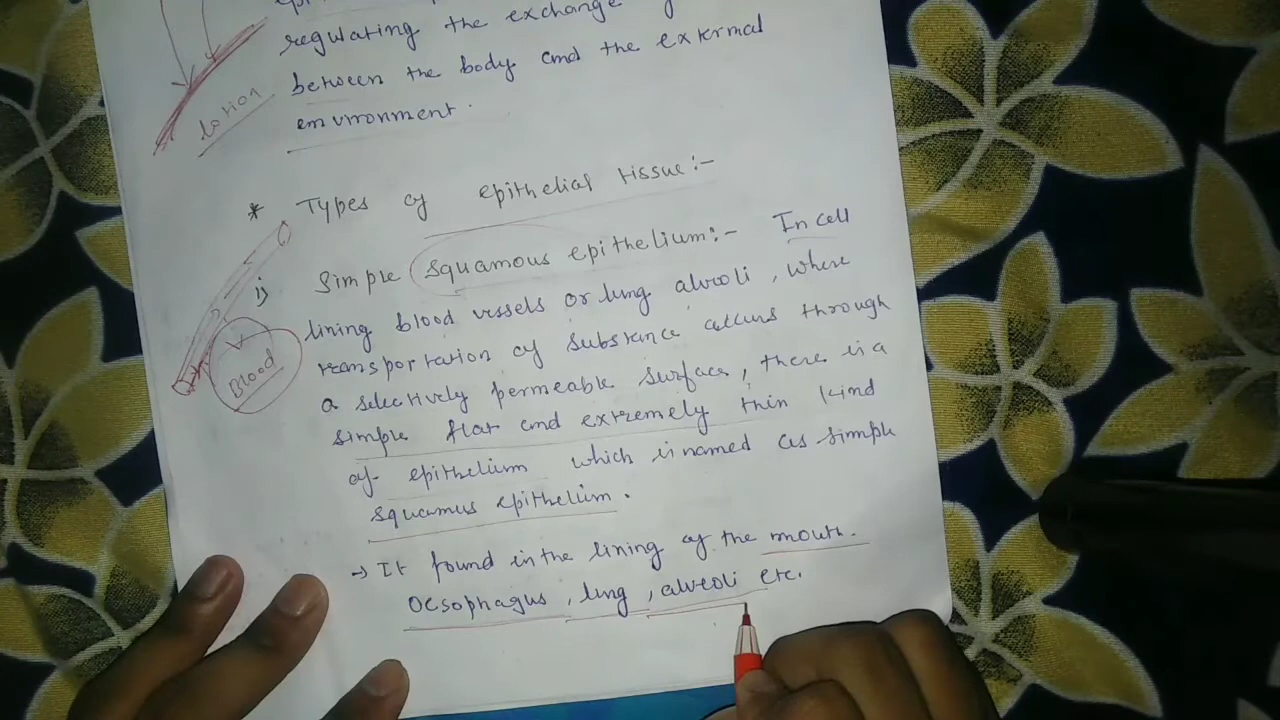 regulating the exchange
between the body and the external
environment.
lotion
* Types of epithelial tissue:-
i) Simple squamous epithelium:- In cell
lining blood vessels or lung alveoli, where
transportation of substance occurs through
a selectively permeable surface, there is a
simple flat and extremely thin kind
of epithelium which is named as simple
squamus epithelium.
Blood
→ It found in the lining of the mouth.
Oesophagus, lung, alveoli etc.